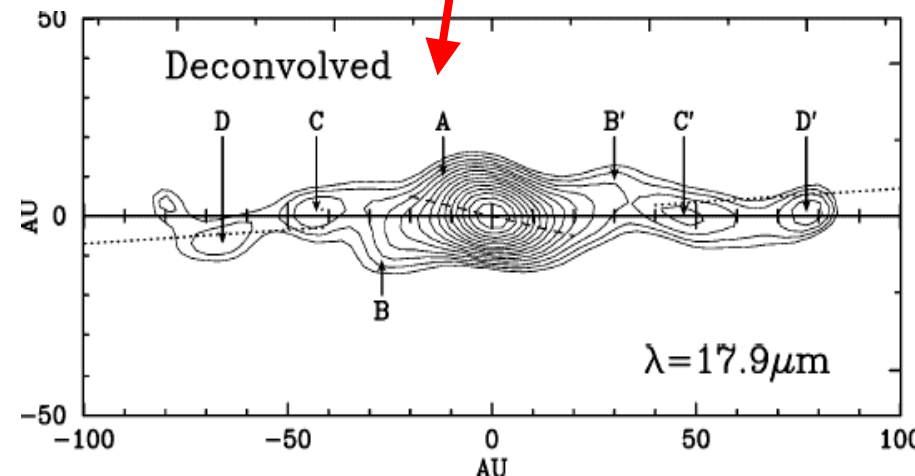 50
Deconvolved
D C A B' C' D'
AU
0
B
λ=17.9μm
-50
-100 -50 0 50 100
AU